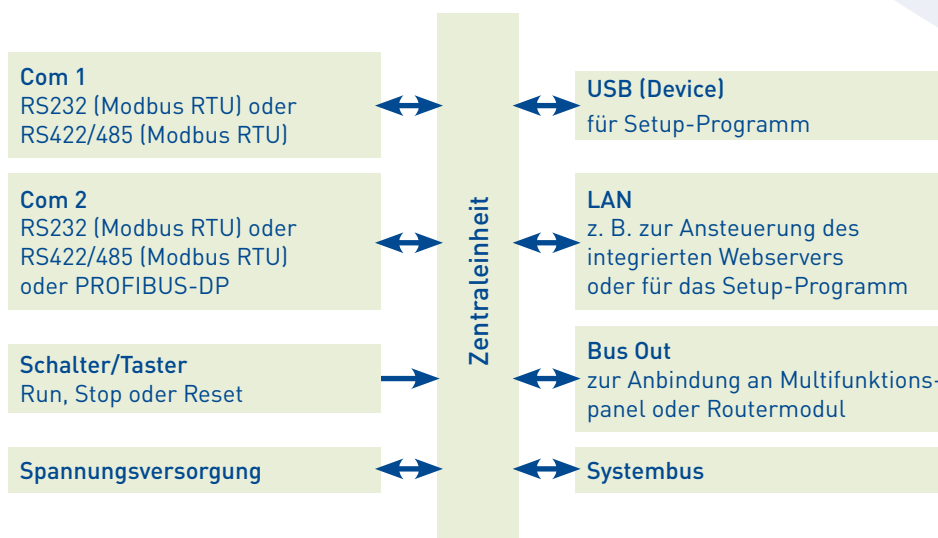 Com 1
RS232 (Modbus RTU) oder
RS422/485 (Modbus RTU)
Com 2
RS232 (Modbus RTU) oder
RS422/485 (Modbus RTU)
oder PROFIBUS-DP
Schalter/Taster
Run, Stop oder Reset
Spannungsversorgung
Zentraleinheit
USB (Device)
für Setup-Programm
LAN
z. B. zur Ansteuerung des
integrierten Webservers
oder für das Setup-Programm
Bus Out
zur Anbindung an Multifunktions-
panel oder Routermodul
Systembus